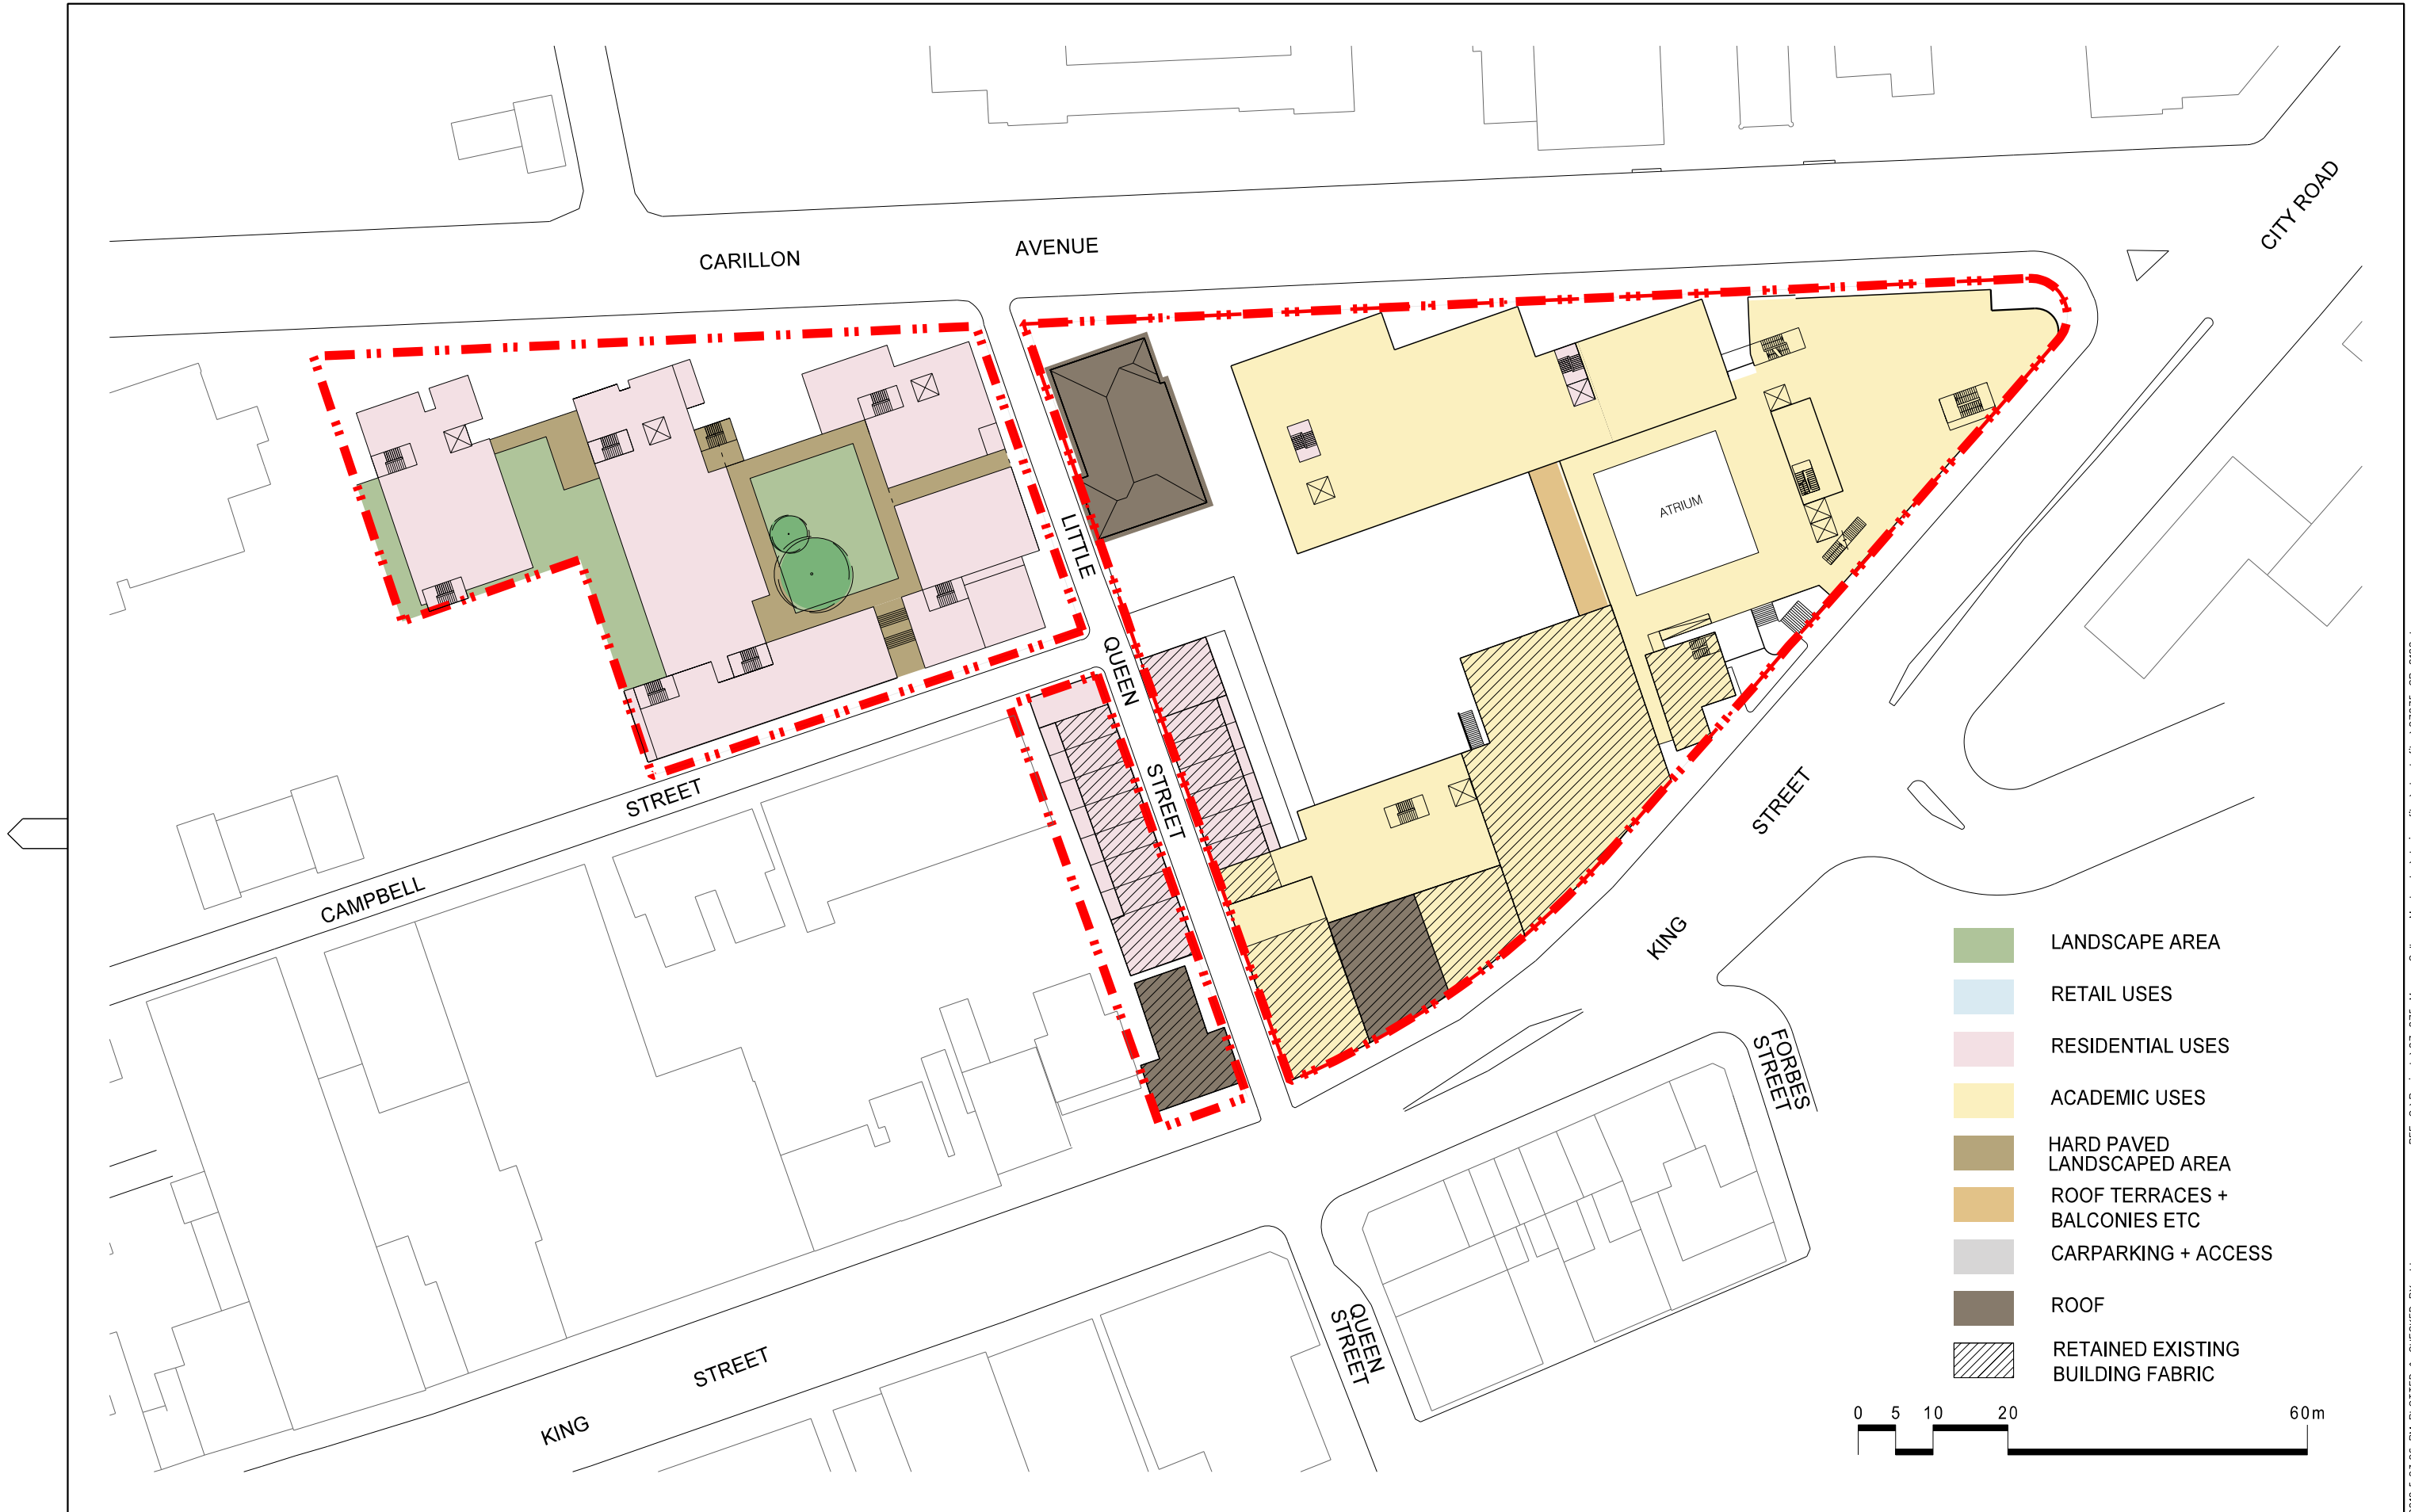 CITY ROAD
CARILLON
AVENUE
ATRIUM
LITTLE
QUEEN
STREET
STREET
CAMPBELL
STREET
KING
FORBES
STREET
QUEEN
STREET
STREET
KING
LANDSCAPE AREA
RETAIL USES
RESIDENTIAL USES
ACADEMIC USES
HARD PAVED
LANDSCAPED AREA
ROOF TERRACES +
BALCONIES ETC
CARPARKING + ACCESS
ROOF
RETAINED EXISTING
BUILDING FABRIC
0 5 10 20 60m